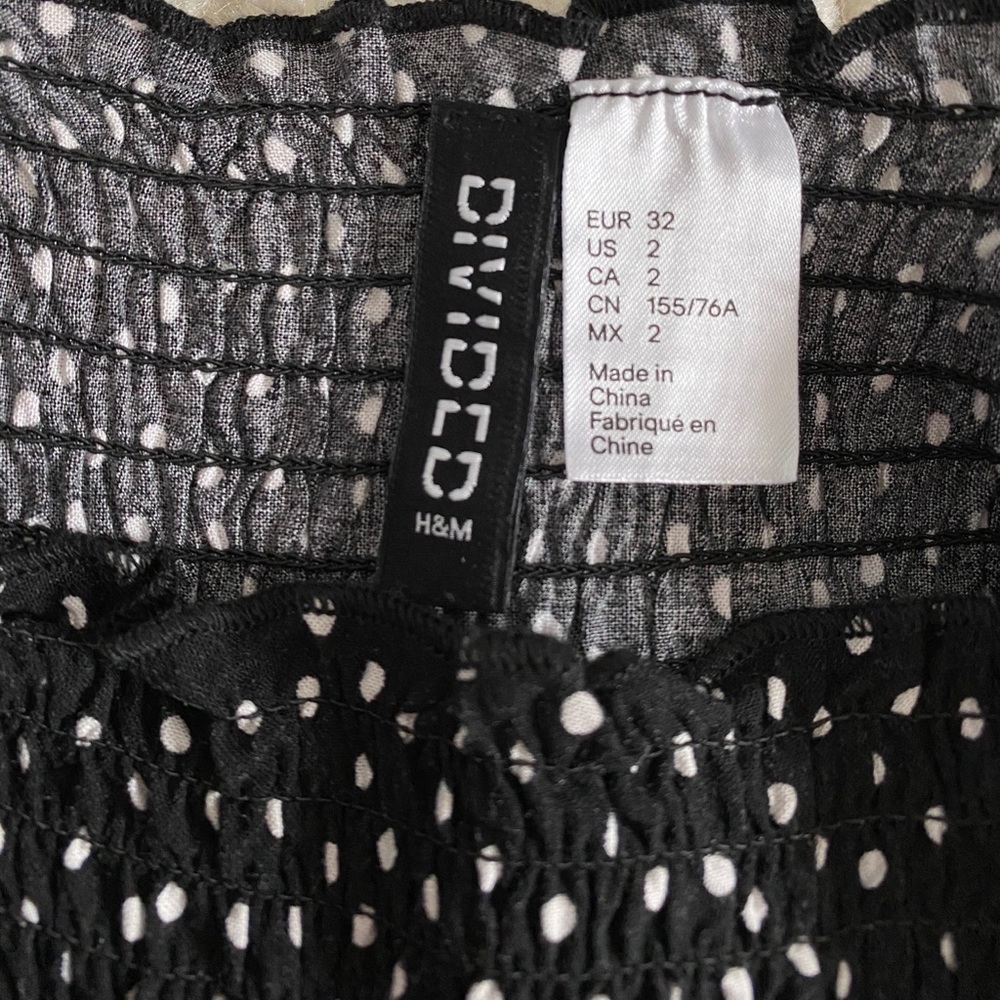 DIVIDED
H&M
EUR 32
US 2
CA 2
CN 155/76A
MX 2
Made in
China
Fabriqué en
Chine